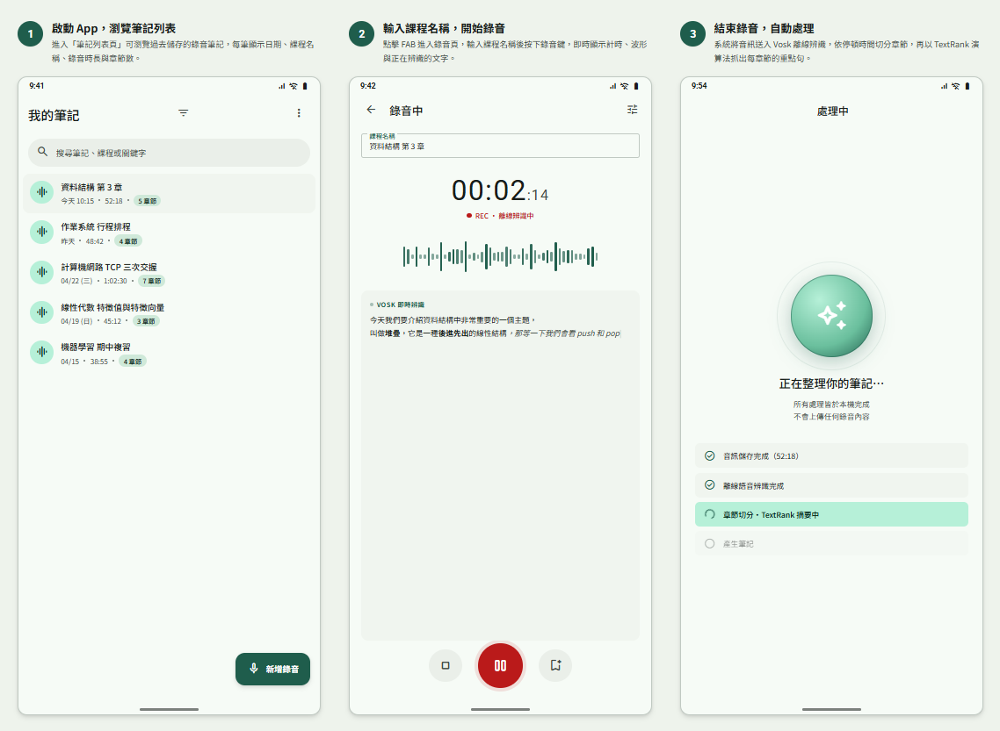 1
啟動 App，瀏覽筆記列表
進入「筆記列表頁」可瀏覽過去儲存的錄音筆記，每筆顯示日期、課程名
稱、錄音時長與章節數。
9:41
我的筆記
搜尋筆記、課程或關鍵字
資料結構 第 3 章
今天 10:15 • 52:18 • 5 章節
作業系統 行程排程
昨天 • 48:42 • 4 章節
計算機網路 TCP 三次交握
04/22 (三) • 1:02:30 • 7 章節
線性代數 特徵值與特徵向量
04/19 (日) • 45:12 • 3 章節
機器學習 期中複習
04/15 • 38:55 • 4 章節
新增錄音
2
輸入課程名稱，開始錄音
點擊 FAB 進入錄音頁，輸入課程名稱後按下錄音鍵，即時顯示計時、波形
與正在辨識的文字。
9:42
錄音中
課程名稱
資料結構 第 3 章
00:02:14
REC • 離線辨識中
VOSK 即時辨識
今天我們要介紹資料結構中非常重要的一個主題，
叫做堆疊，它是一種後進先出的線性結構，那等一下我們會看 push 和 pop
3
結束錄音，自動處理
系統將音訊送入 Vosk 離線辨識，依停頓時間切分章節，再以 TextRank 演
算法抓出每章節的重點句。
9:54
處理中
正在整理你的筆記…
所有處理皆於本機完成
不會上傳任何錄音內容
音訊儲存完成（52:18）
離線語音辨識完成
章節切分・TextRank 摘要中
產生筆記